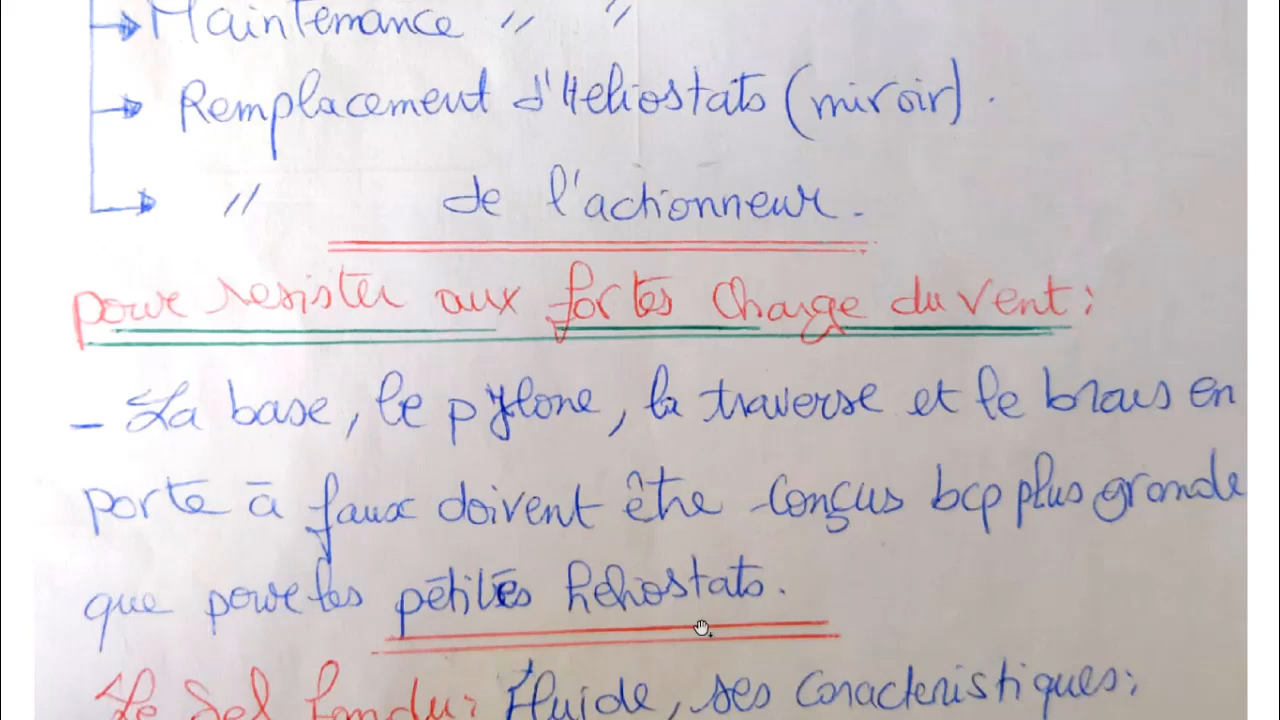 Maintenance // //
Remplacement d'Heliostats (miroir).
// de l'actionneur.
pour resister aux fortes charge du vent :
- La base, le pylone, la traverse et le bras en
porte à faux doivent être conçus bcp plus grande
que pour les pétites héliostats.
Le Sel fondu : Fluide, ses caracteristiques :